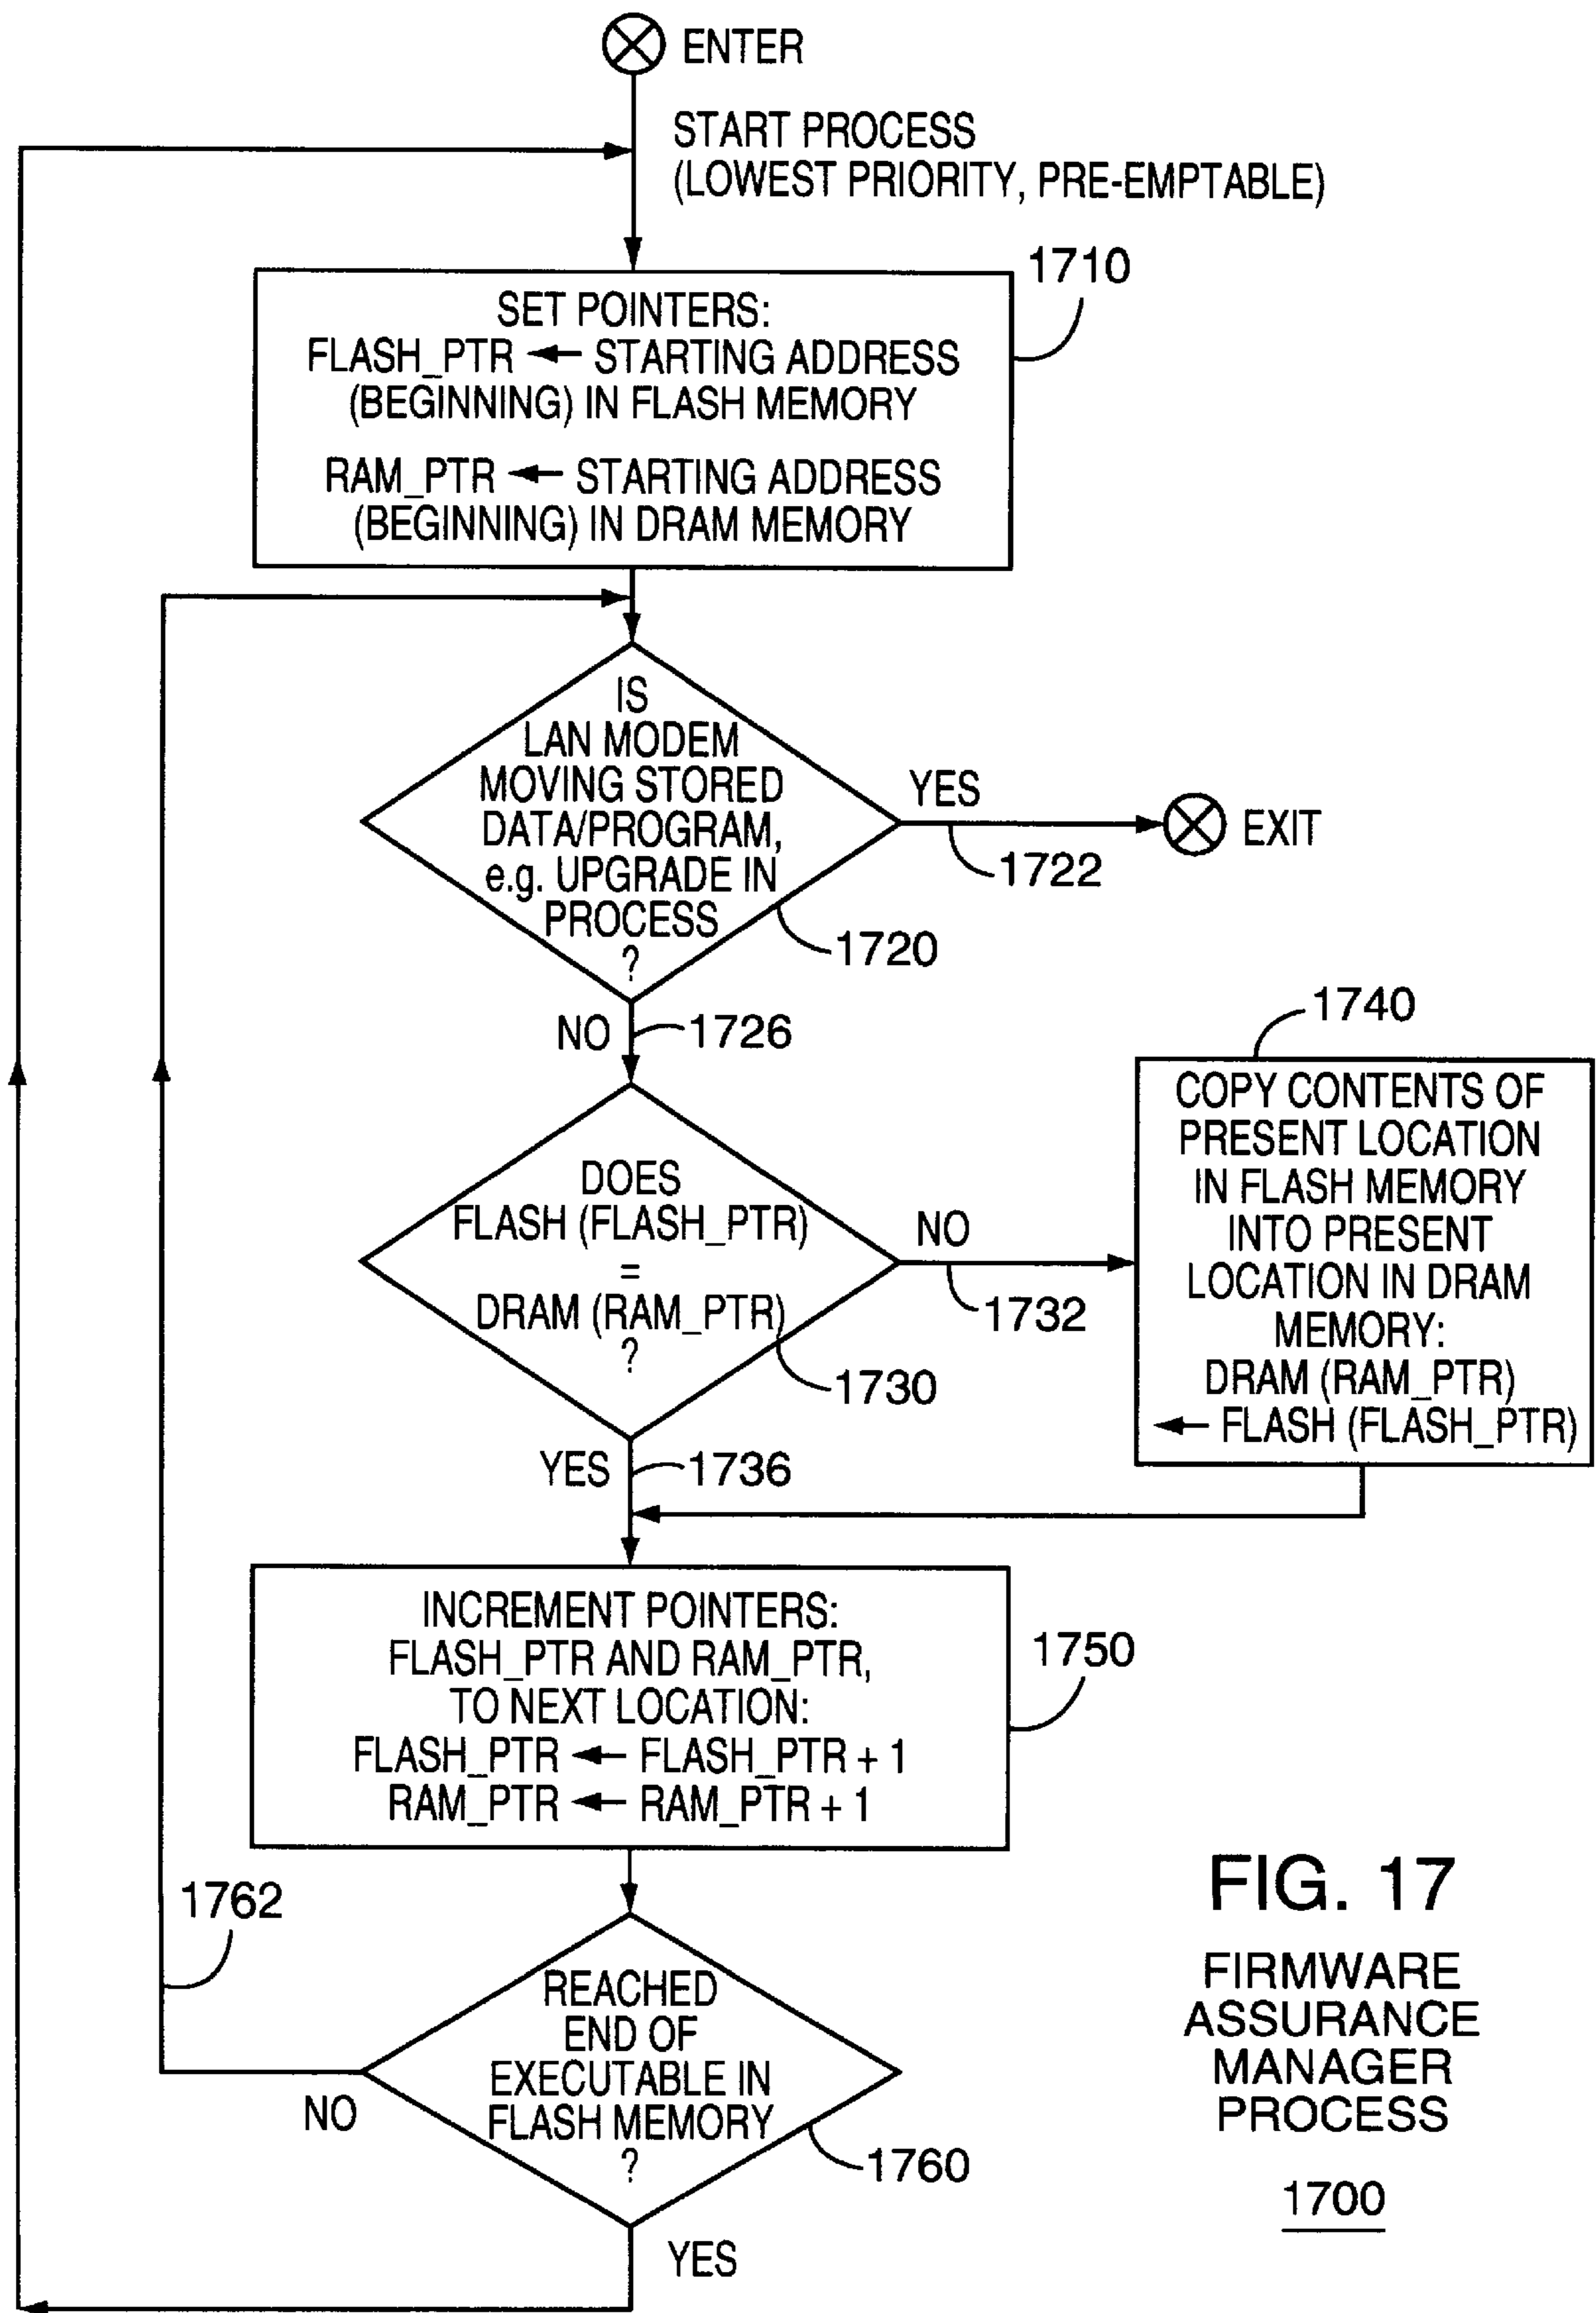 ENTER
START PROCESS
(LOWEST PRIORITY, PRE-EMPTABLE)
1710
SET POINTERS:
FLASH_PTR ← STARTING ADDRESS
(BEGINNING) IN FLASH MEMORY
RAM_PTR ← STARTING ADDRESS
(BEGINNING) IN DRAM MEMORY
IS
LAN MODEM
MOVING STORED
DATA/PROGRAM,
e.g. UPGRADE IN
PROCESS
?
YES
EXIT
1722
1720
NO
1726
1740
COPY CONTENTS OF
PRESENT LOCATION
IN FLASH MEMORY
INTO PRESENT
LOCATION IN DRAM
MEMORY:
DRAM (RAM_PTR)
← FLASH (FLASH_PTR)
DOES
FLASH (FLASH_PTR)
=
DRAM (RAM_PTR)
?
NO
1732
1730
YES
1736
INCREMENT POINTERS:
FLASH_PTR AND RAM_PTR,
TO NEXT LOCATION:
FLASH_PTR ← FLASH_PTR + 1
RAM_PTR ← RAM_PTR + 1
1750
1762
REACHED
END OF
EXECUTABLE IN
FLASH MEMORY
?
NO
1760
YES
FIG. 17
FIRMWARE
ASSURANCE
MANAGER
PROCESS
1700